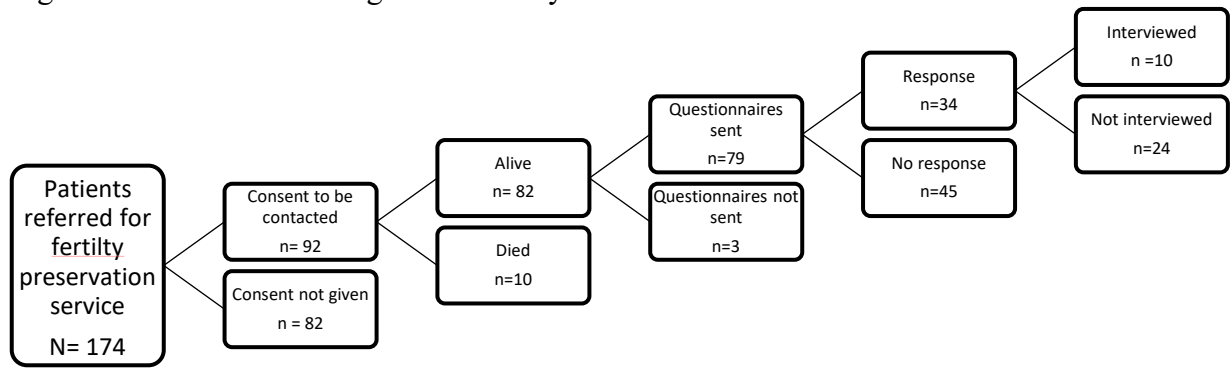 Patients
referred for
fertilty
preservation
service
N= 174
Consent to be
contacted
n= 92
Consent not given
n = 82
Alive
n= 82
Died
n=10
Questionnaires
sent
n=79
Questionnaires not
sent
n=3
Response
n=34
No response
n=45
Interviewed
n =10
Not interviewed
n=24